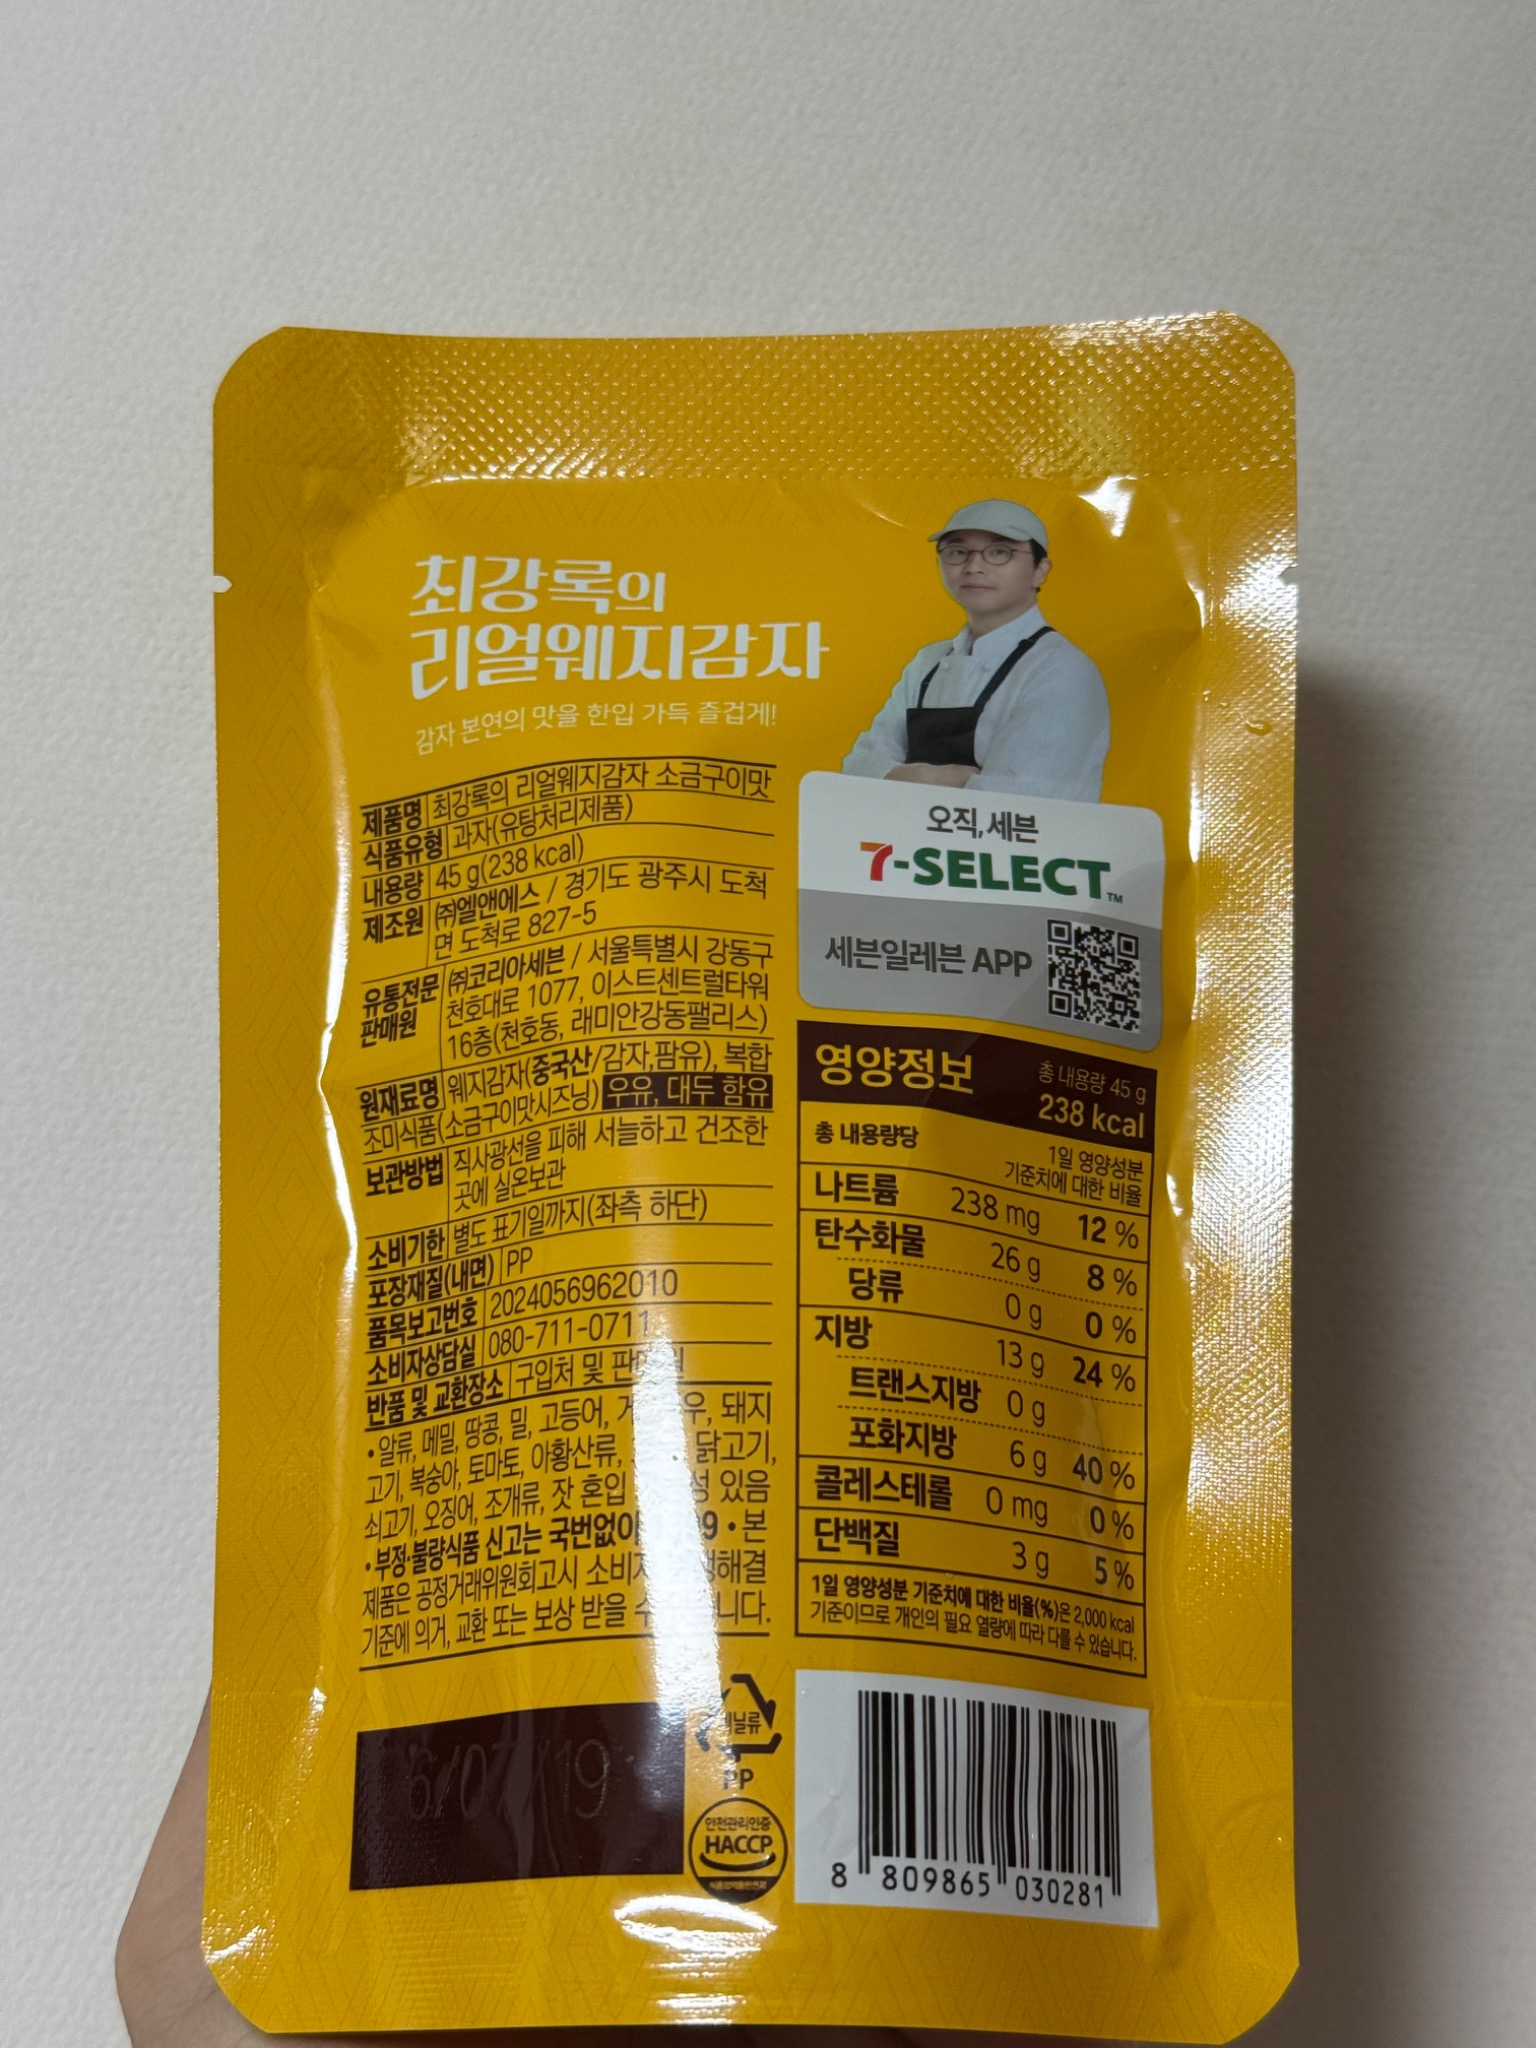 최강록의
리얼웨지감자
감자 본연의 맛을 한입 가득 즐겁게!
제품명 최강록의 리얼웨지감자 소금구이맛
식품유형 과자(유탕처리제품)
내용량 45 g(238 kcal)
제조원 ㈜엘앤에스 / 경기도 광주시 도척
면 도척로 827-5
유통전문
판매원
㈜코리아세븐 / 서울특별시 강동구
천호대로 1077, 이스트센트럴타워
16층(천호동, 래미안강동팰리스)
원재료명 웨지감자(중국산/감자,팜유), 복합
조미식품(소금구이맛시즈닝) 우유, 대두 함유
보관방법 직사광선을 피해 서늘하고 건조한
곳에 실온보관
소비기한 별도 표기일까지(좌측 하단)
포장재질(내면) PP
품목보고번호 2024056962010
소비자상담실 080-711-0711
반품 및 교환장소 구입처 및
•알류, 메밀, 땅콩, 밀, 고등어, 돼지
고기, 복숭아, 토마토, 아황산류, 닭고기,
쇠고기, 오징어, 조개류, 잣 혼입 있음
•부정·불량식품 신고는 •본
제품은 공정거래위원회고시
기준에 의거, 교환 또는 보상 받을
오직, 세븐
7-SELECT™
세븐일레븐 APP
영양정보 총 내용량 45 g
238 kcal
총 내용량당 1일 영양성분
기준치에 대한 비율
나트륨 238 mg 12 %
탄수화물 26 g 8 %
당류 0 g 0 %
지방 13 g 24 %
트랜스지방 0 g
포화지방 6 g 40 %
콜레스테롤 0 mg 0 %
단백질 3 g 5 %
1일 영양성분 기준치에 대한 비율(%)은 2,000 kcal
기준이므로 개인의 필요 열량에 따라 다를 수 있습니다.
PP
안전관리인증
HACCP
8 809865 030281